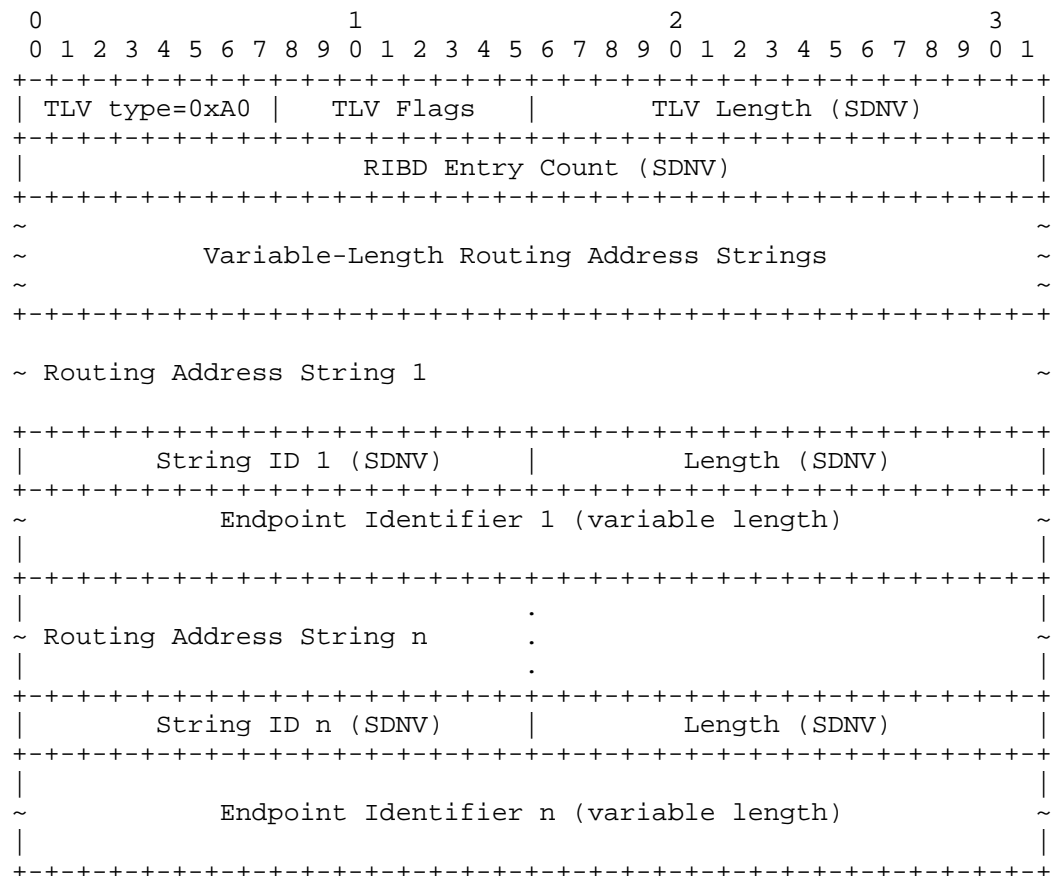 0                   1                   2                   3
 0 1 2 3 4 5 6 7 8 9 0 1 2 3 4 5 6 7 8 9 0 1 2 3 4 5 6 7 8 9 0 1
+-+-+-+-+-+-+-+-+-+-+-+-+-+-+-+-+-+-+-+-+-+-+-+-+-+-+-+-+-+-+-+-+
| TLV type=0xA0 |   TLV Flags   |       TLV Length (SDNV)       |
+-+-+-+-+-+-+-+-+-+-+-+-+-+-+-+-+-+-+-+-+-+-+-+-+-+-+-+-+-+-+-+-+
|                     RIBD Entry Count (SDNV)                   |
+-+-+-+-+-+-+-+-+-+-+-+-+-+-+-+-+-+-+-+-+-+-+-+-+-+-+-+-+-+-+-+-+
~                                                               ~
~           Variable-Length Routing Address Strings             ~
~                                                               ~
+-+-+-+-+-+-+-+-+-+-+-+-+-+-+-+-+-+-+-+-+-+-+-+-+-+-+-+-+-+-+-+-+
~ Routing Address String 1                                      ~
+-+-+-+-+-+-+-+-+-+-+-+-+-+-+-+-+-+-+-+-+-+-+-+-+-+-+-+-+-+-+-+-+
|        String ID 1 (SDNV)     |         Length (SDNV)         |
+-+-+-+-+-+-+-+-+-+-+-+-+-+-+-+-+-+-+-+-+-+-+-+-+-+-+-+-+-+-+-+-+
~            Endpoint Identifier 1 (variable length)            ~
|                                                               |
+-+-+-+-+-+-+-+-+-+-+-+-+-+-+-+-+-+-+-+-+-+-+-+-+-+-+-+-+-+-+-+-+
|                               .                               |
~ Routing Address String n      .                               ~
|                               .                               |
+-+-+-+-+-+-+-+-+-+-+-+-+-+-+-+-+-+-+-+-+-+-+-+-+-+-+-+-+-+-+-+-+
|        String ID n (SDNV)     |         Length (SDNV)         |
+-+-+-+-+-+-+-+-+-+-+-+-+-+-+-+-+-+-+-+-+-+-+-+-+-+-+-+-+-+-+-+-+
|                                                               |
~            Endpoint Identifier n (variable length)            ~
|                                                               |
+-+-+-+-+-+-+-+-+-+-+-+-+-+-+-+-+-+-+-+-+-+-+-+-+-+-+-+-+-+-+-+-+